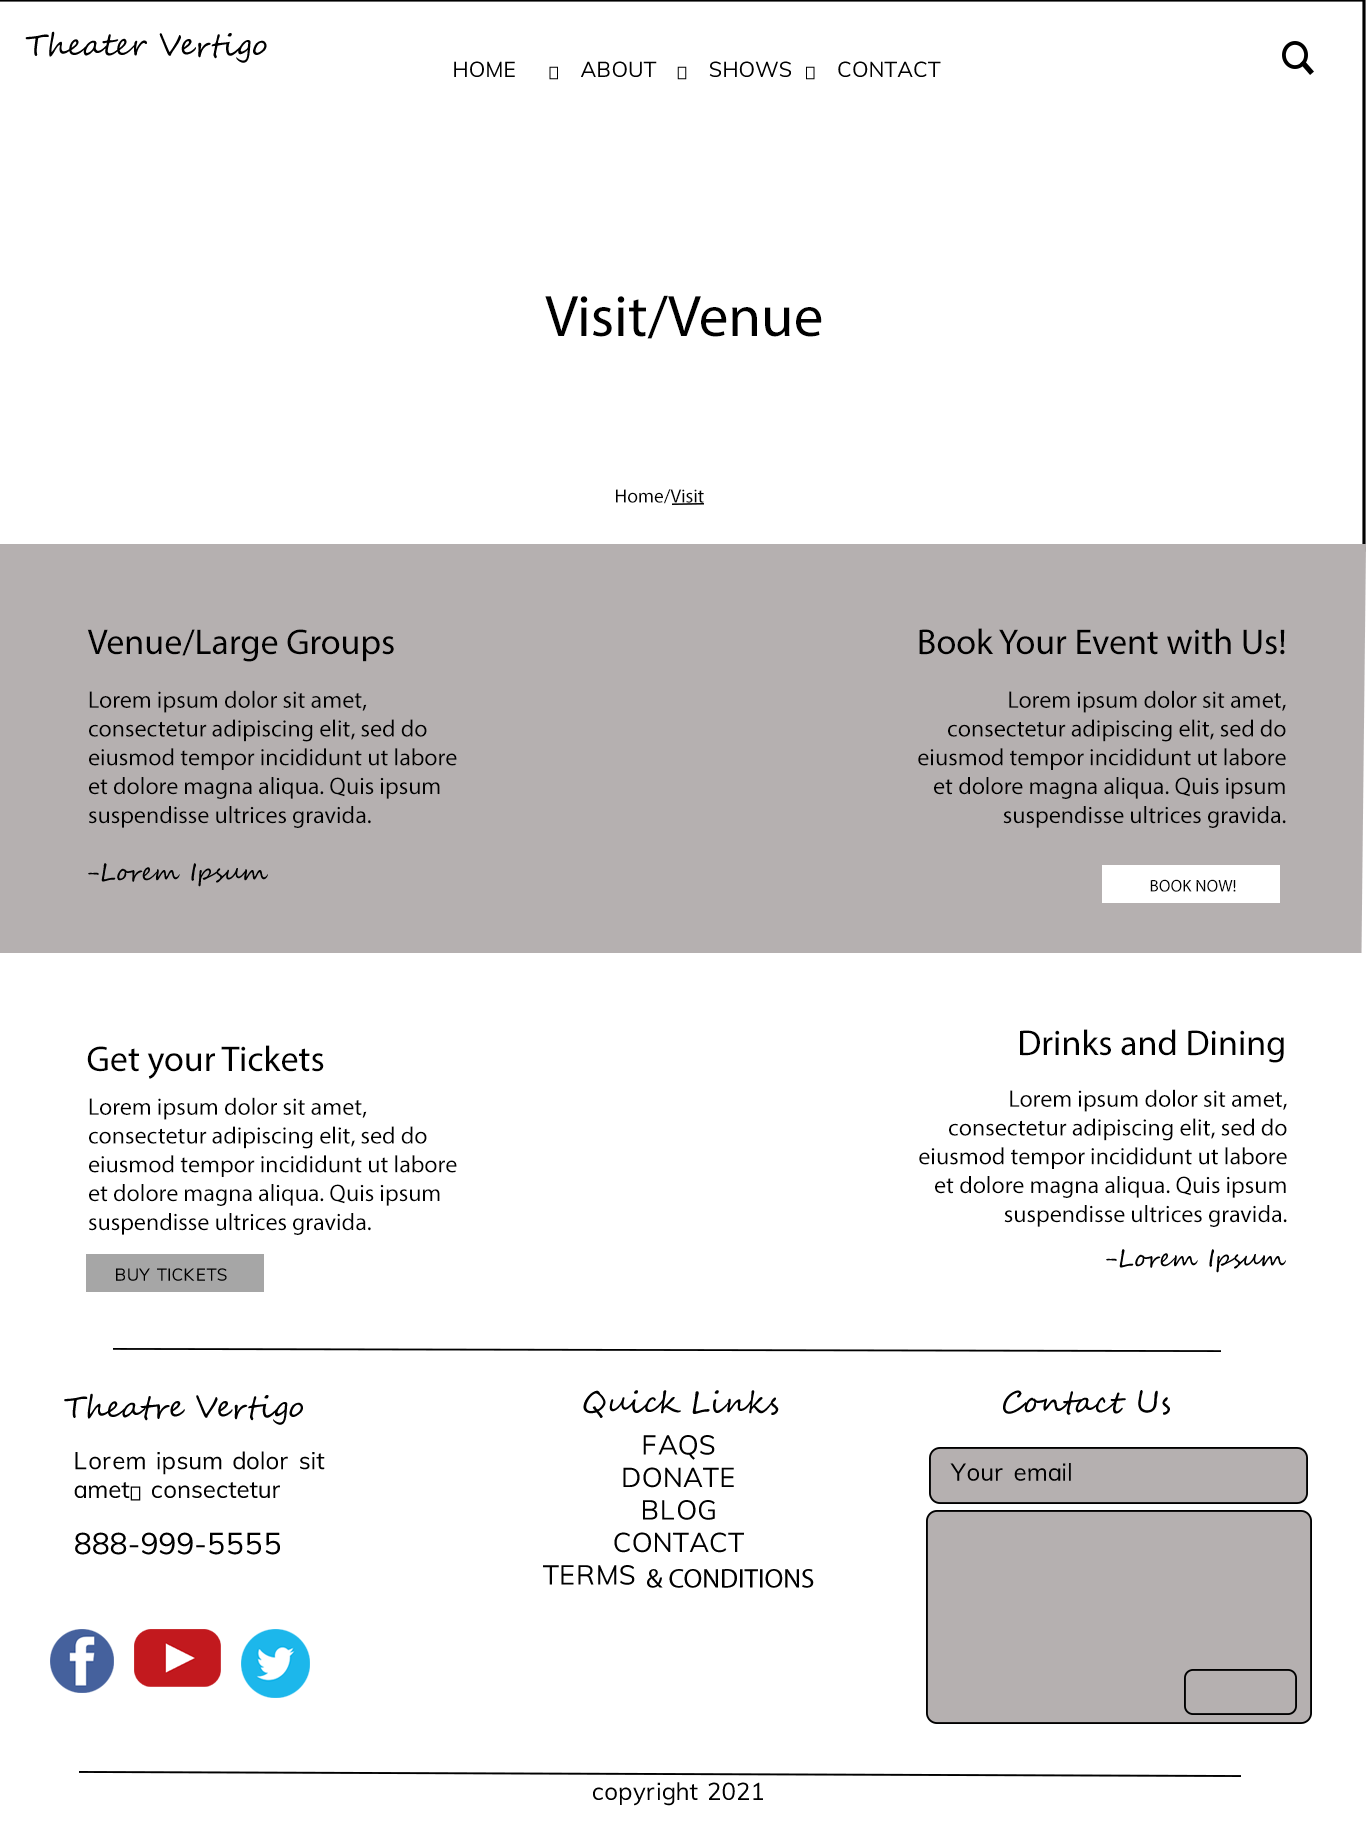 Theater Vertigo
HOME ABOUT SHOWS CONTACT
Visit/Venue
Home/Visit
Venue/Large Groups
Lorem ipsum dolor sit amet,
consectetur adipiscing elit, sed do
eiusmod tempor incididunt ut labore
et dolore magna aliqua. Quis ipsum
suspendisse ultrices gravida.
-Lorem Ipsum
Book Your Event with Us!
Lorem ipsum dolor sit amet,
consectetur adipiscing elit, sed do
eiusmod tempor incididunt ut labore
et dolore magna aliqua. Quis ipsum
suspendisse ultrices gravida.
BOOK NOW!
Get your Tickets
Lorem ipsum dolor sit amet,
consectetur adipiscing elit, sed do
eiusmod tempor incididunt ut labore
et dolore magna aliqua. Quis ipsum
suspendisse ultrices gravida.
BUY TICKETS
Drinks and Dining
Lorem ipsum dolor sit amet,
consectetur adipiscing elit, sed do
eiusmod tempor incididunt ut labore
et dolore magna aliqua. Quis ipsum
suspendisse ultrices gravida.
-Lorem Ipsum
Theatre Vertigo
Lorem ipsum dolor sit
amet▯ consectetur
888-999-5555
Quick Links
FAQS
DONATE
BLOG
CONTACT
TERMS & CONDITIONS
Contact Us
Your email
copyright 2021